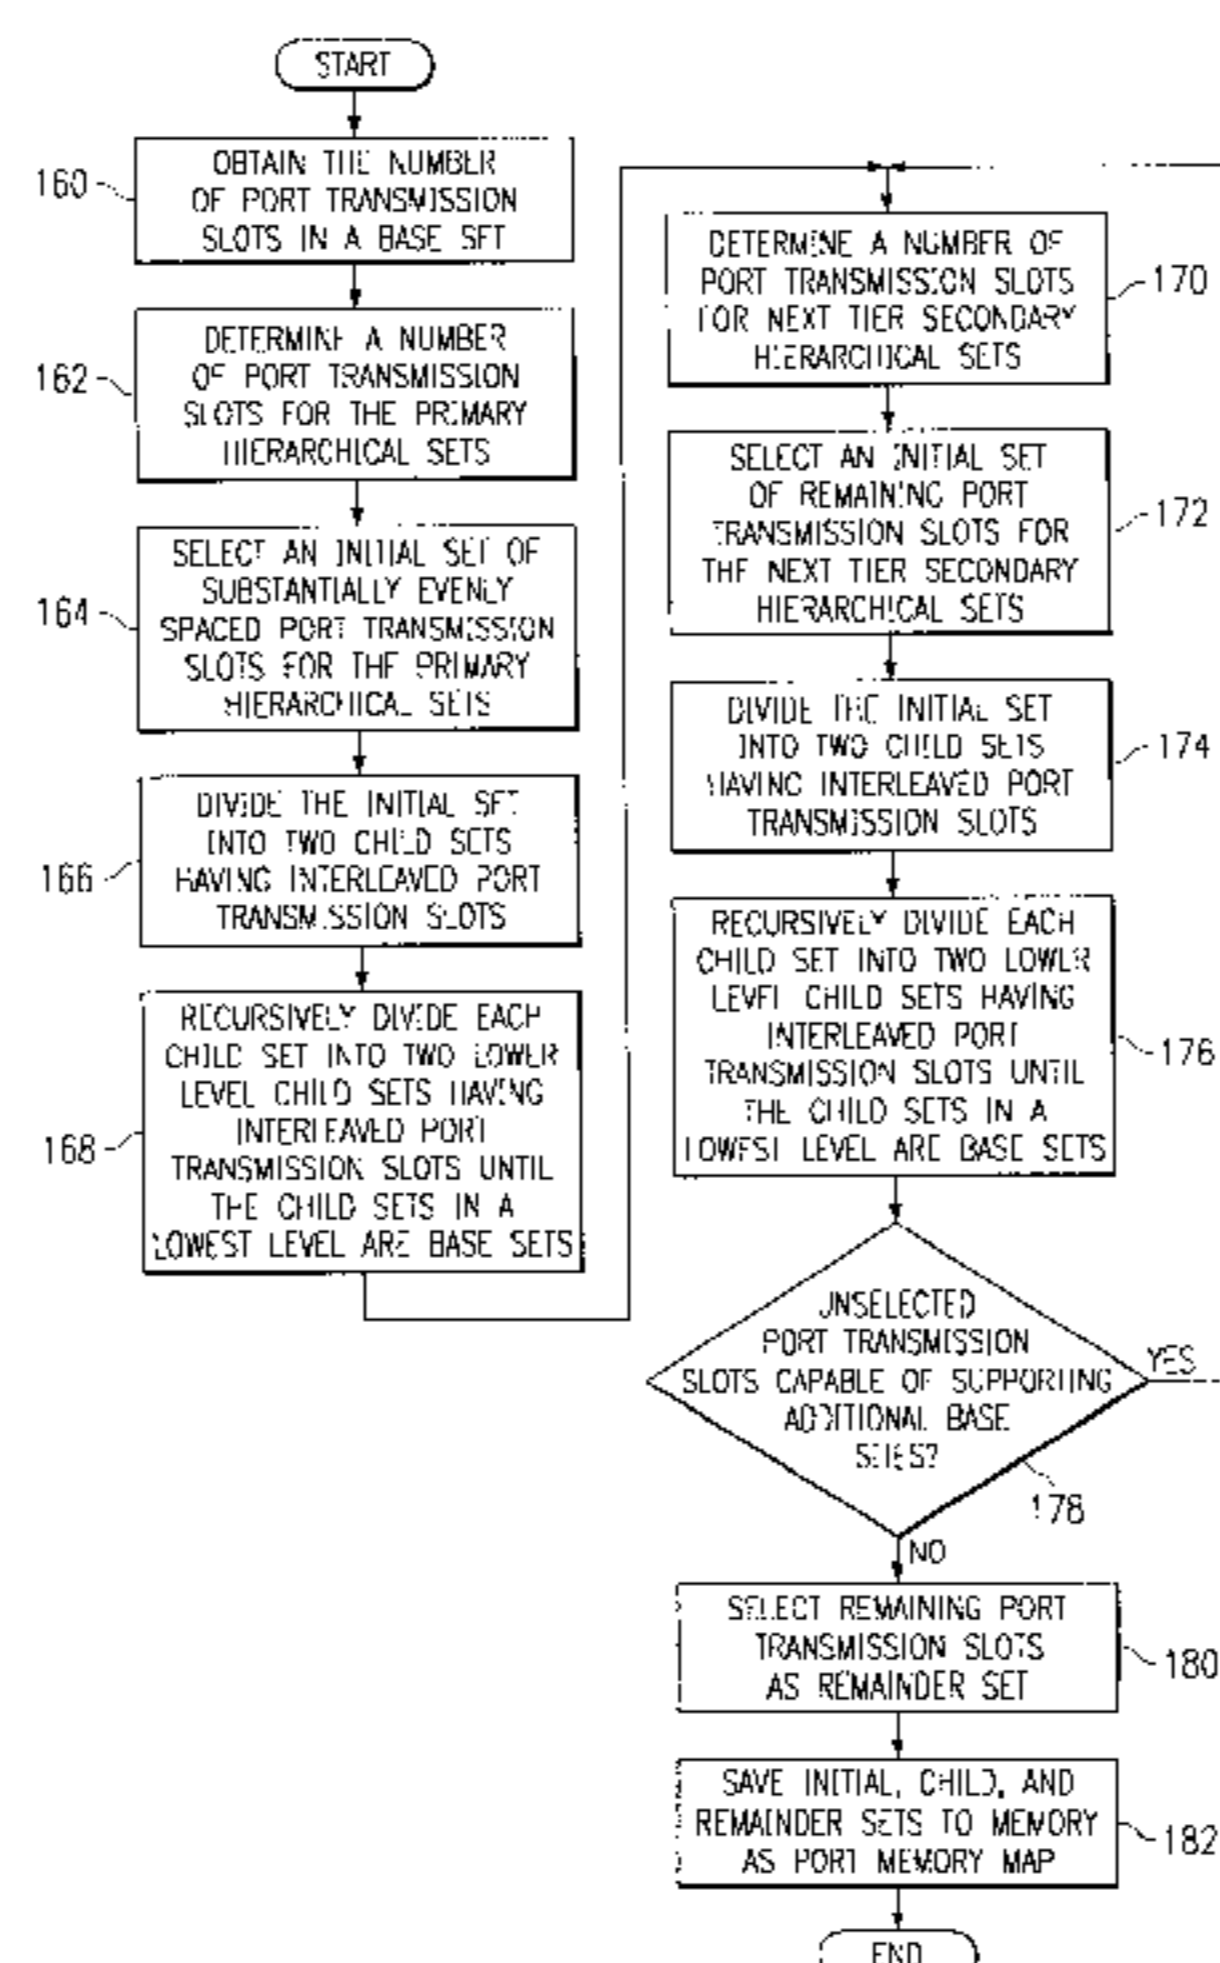 START
160
OBTAIN THE NUMBER
OF PORT TRANSMISSION
SLOTS IN A BASE SET
162
DETERMINE A NUMBER
OF PORT TRANSMISSION
SLOTS FOR THE PRIMARY
HIERARCHICAL SETS
164
SELECT AN INITIAL SET OF
SUBSTANTIALLY EVENLY
SPACED PORT TRANSMISSION
SLOTS FOR THE PRIMARY
HIERARCHICAL SETS
166
DIVIDE THE INITIAL SET
INTO TWO CHILD SETS
HAVING INTERLEAVED PORT
TRANSMISSION SLOTS
168
RECURSIVELY DIVIDE EACH
CHILD SET INTO TWO LOWER
LEVEL CHILD SETS HAVING
INTERLEAVED PORT
TRANSMISSION SLOTS UNTIL
THE CHILD SETS IN A
LOWEST LEVEL ARE BASE SETS
DETERMINE A NUMBER OF
PORT TRANSMISSION SLOTS
FOR NEXT TIER SECONDARY
HIERARCHICAL SETS
170
SELECT AN INITIAL SET
OF REMAINING PORT
TRANSMISSION SLOTS FOR
THE NEXT TIER SECONDARY
HIERARCHICAL SETS
172
DIVIDE THE INITIAL SET
INTO TWO CHILD SETS
HAVING INTERLEAVED PORT
TRANSMISSION SLOTS
174
RECURSIVELY DIVIDE EACH
CHILD SET INTO TWO LOWER
LEVEL CHILD SETS HAVING
INTERLEAVED PORT
TRANSMISSION SLOTS UNTIL
THE CHILD SETS IN A
LOWEST LEVEL ARE BASE SETS
176
UNSELECTED
PORT TRANSMISSION
SLOTS CAPABLE OF SUPPORTING
ADDITIONAL BASE
YES
178
NO
SELECT REMAINING PORT
TRANSMISSION SLOTS
AS REMAINDER SET
180
SAVE INITIAL, CHILD, AND
REMAINDER SETS TO MEMORY
AS PORT MEMORY MAP
182
END